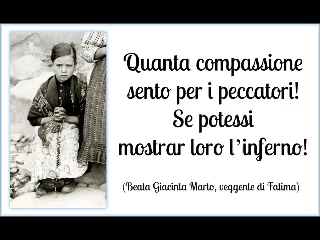 Quanta compassione
sento per i peccatori!
Se potessi
mostrar loro l'inferno!
(Beata Giacinta Marto, veggente di Fatima)